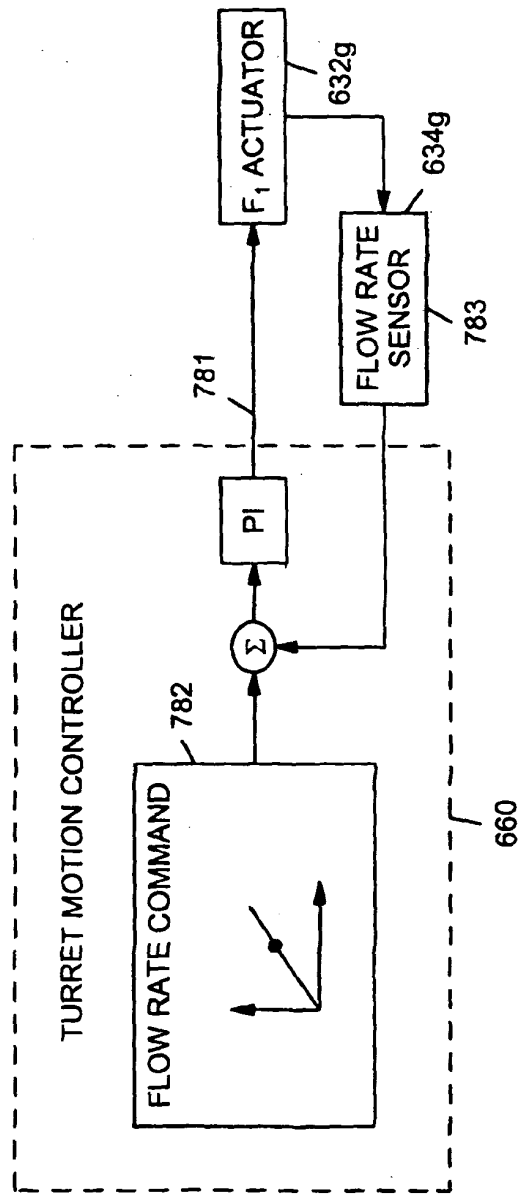 TURRET MOTION CONTROLLER
FLOW RATE COMMAND
782
Σ
PI
781
F₁ ACTUATOR
632g
FLOW RATE
SENSOR
634g
783
660